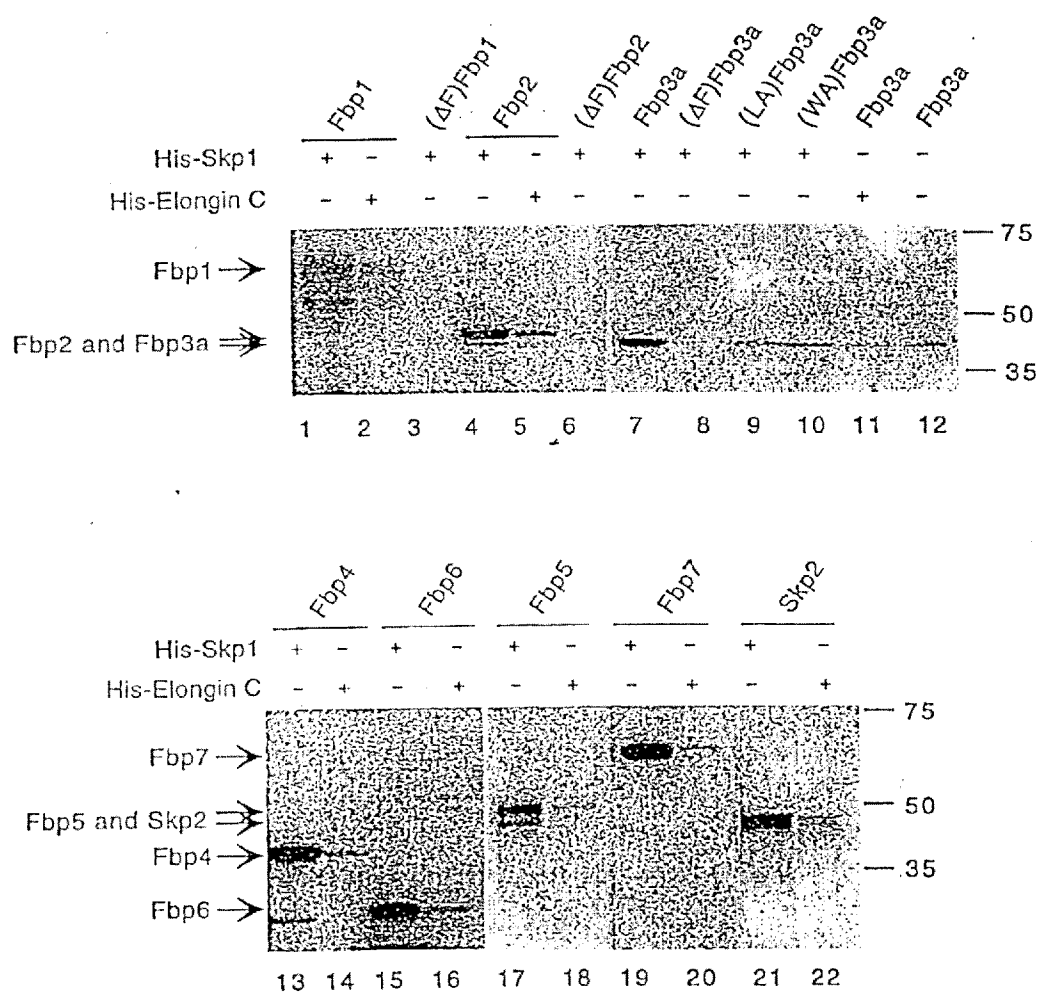 Fbp1 (ΔF)Fbp1 Fbp2 (ΔF)Fbp2 Fbp3a (ΔF)Fbp3a (LA)Fbp3a (WA)Fbp3a Fbp3a Fbp3a
His-Skp1 + − + + − + + + + + − −
His-Elongin C − + − − + − − − − − + −
75
Fbp1
50
Fbp2 and Fbp3a
35
1 2 3 4 5 6 7 8 9 10 11 12
Fbp4 Fbp6 Fbp5 Fbp7 Skp2
His-Skp1 + − + − + − + − + −
His-Elongin C − + − + − + − + − +
75
Fbp7
50
Fbp5 and Skp2
Fbp4
35
Fbp6
13 14 15 16 17 18 19 20 21 22